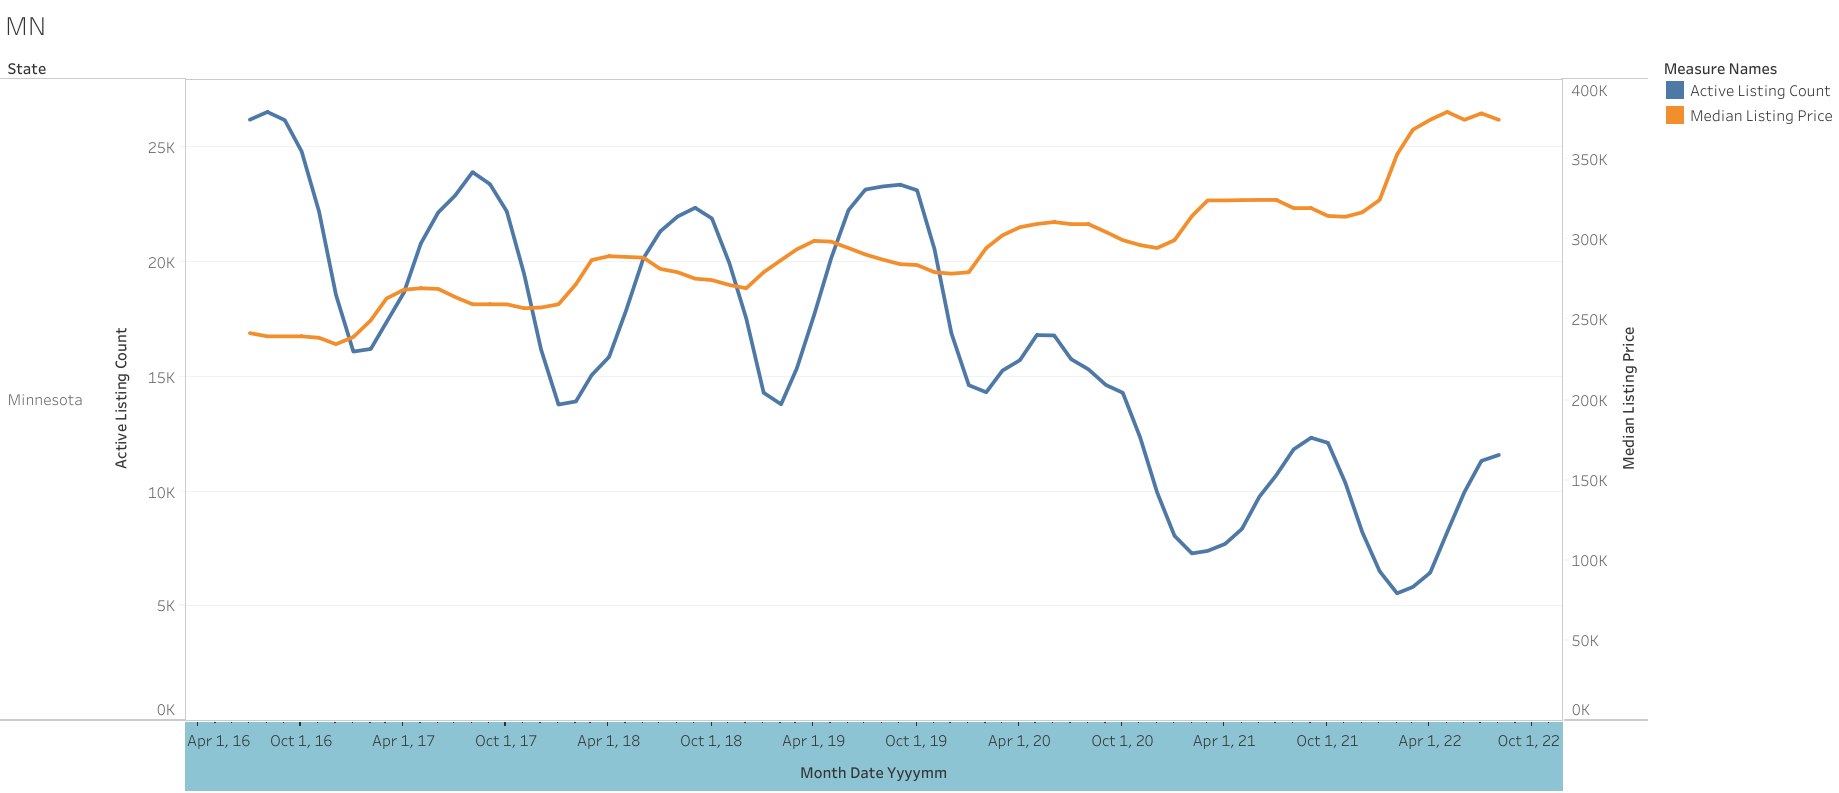 MN
State
Measure Names
Active Listing Count
Median Listing Price
Minnesota
Active Listing Count
25K
20K
15K
10K
5K
0K
400K
350K
300K
250K
200K
150K
100K
50K
0K
Median Listing Price
Apr 1, 16 Oct 1, 16 Apr 1, 17 Oct 1, 17 Apr 1, 18 Oct 1, 18 Apr 1, 19 Oct 1, 19 Apr 1, 20 Oct 1, 20 Apr 1, 21 Oct 1, 21 Apr 1, 22 Oct 1, 22
Month Date Yyyymm